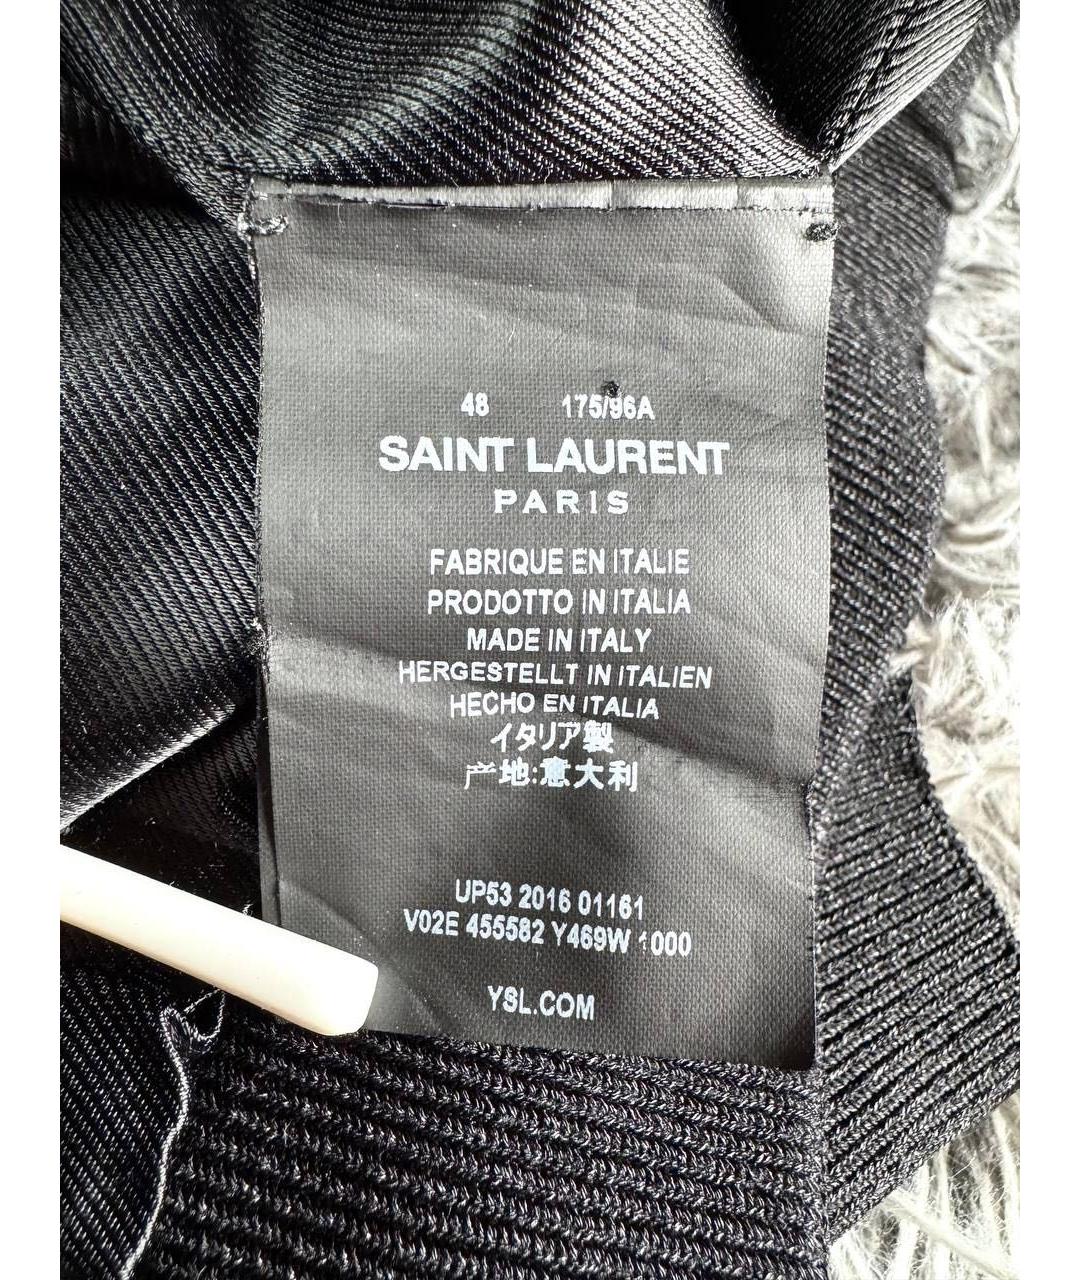 48 175/96A
SAINT LAURENT
PARIS
FABRIQUE EN ITALIE
PRODOTTO IN ITALIA
MADE IN ITALY
HERGESTELLT IN ITALIEN
HECHO EN ITALIA
イタリア製
产地:意大利
UP53 2016 01161
V02E 455582 Y469W 1000
YSL.COM